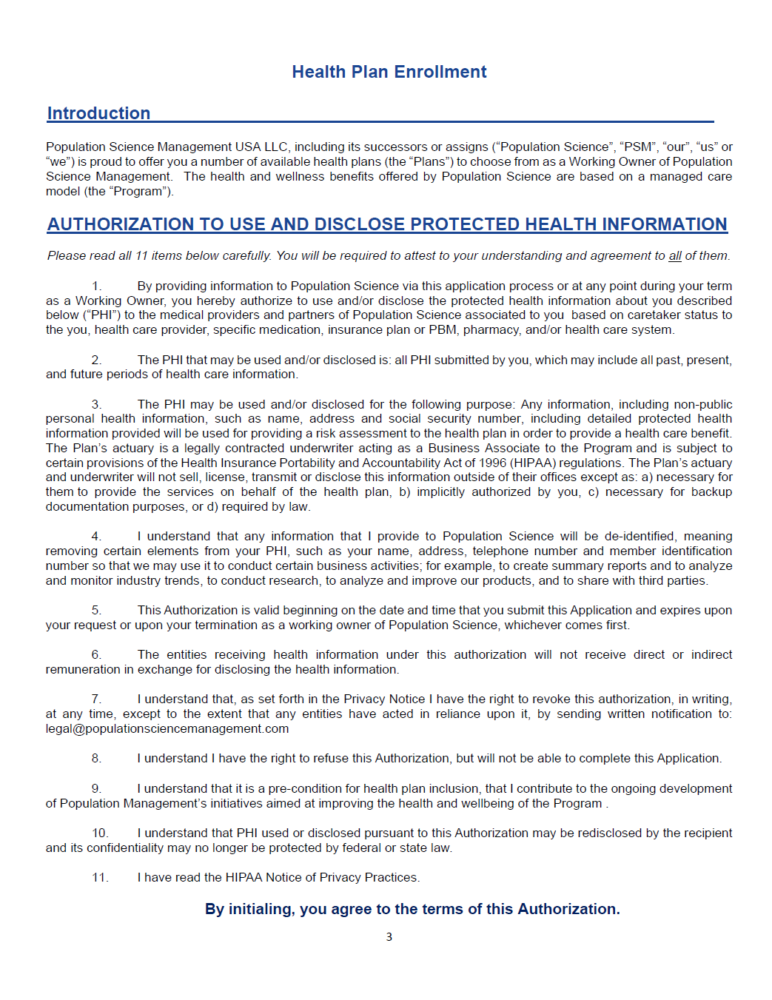 Health Plan Enrollment
Introduction
Population Science Management USA LLC, including its successors or assigns (“Population Science”, “PSM”, “our”, “us” or
“we”) is proud to offer you a number of available health plans (the “Plans”) to choose from as a Working Owner of Population
Science Management.  The health and wellness benefits offered by Population Science are based on a managed care
model (the “Program”).
AUTHORIZATION TO USE AND DISCLOSE PROTECTED HEALTH INFORMATION
Please read all 11 items below carefully. You will be required to attest to your understanding and agreement to all of them.
1. By providing information to Population Science via this application process or at any point during your term
as a Working Owner, you hereby authorize to use and/or disclose the protected health information about you described
below (“PHI”) to the medical providers and partners of Population Science associated to you  based on caretaker status to
the you, health care provider, specific medication, insurance plan or PBM, pharmacy, and/or health care system.
2. The PHI that may be used and/or disclosed is: all PHI submitted by you, which may include all past, present,
and future periods of health care information.
3. The PHI may be used and/or disclosed for the following purpose: Any information, including non-public
personal health information, such as name, address and social security number, including detailed protected health
information provided will be used for providing a risk assessment to the health plan in order to provide a health care benefit.
The Plan’s actuary is a legally contracted underwriter acting as a Business Associate to the Program and is subject to
certain provisions of the Health Insurance Portability and Accountability Act of 1996 (HIPAA) regulations. The Plan’s actuary
and underwriter will not sell, license, transmit or disclose this information outside of their offices except as: a) necessary for
them to provide the services on behalf of the health plan, b) implicitly authorized by you, c) necessary for backup
documentation purposes, or d) required by law.
4. I understand that any information that I provide to Population Science will be de-identified, meaning
removing certain elements from your PHI, such as your name, address, telephone number and member identification
number so that we may use it to conduct certain business activities; for example, to create summary reports and to analyze
and monitor industry trends, to conduct research, to analyze and improve our products, and to share with third parties.
5. This Authorization is valid beginning on the date and time that you submit this Application and expires upon
your request or upon your termination as a working owner of Population Science, whichever comes first.
6. The entities receiving health information under this authorization will not receive direct or indirect
remuneration in exchange for disclosing the health information.
7. I understand that, as set forth in the Privacy Notice I have the right to revoke this authorization, in writing,
at any time, except to the extent that any entities have acted in reliance upon it, by sending written notification to:
legal@populationsciencemanagement.com
8. I understand I have the right to refuse this Authorization, but will not be able to complete this Application.
9. I understand that it is a pre-condition for health plan inclusion, that I contribute to the ongoing development
of Population Management’s initiatives aimed at improving the health and wellbeing of the Program .
10. I understand that PHI used or disclosed pursuant to this Authorization may be redisclosed by the recipient
and its confidentiality may no longer be protected by federal or state law.
11. I have read the HIPAA Notice of Privacy Practices.
By initialing, you agree to the terms of this Authorization.
3